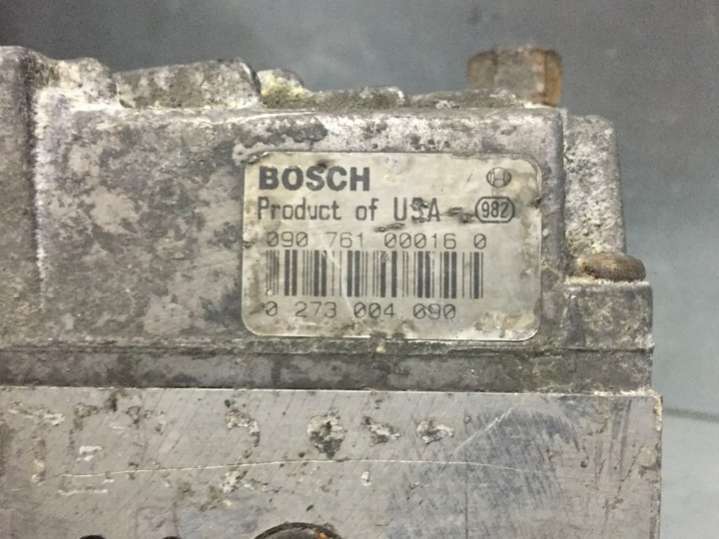 BOSCH
Product of USA 982
090 761 00016 0
0 273 004 090